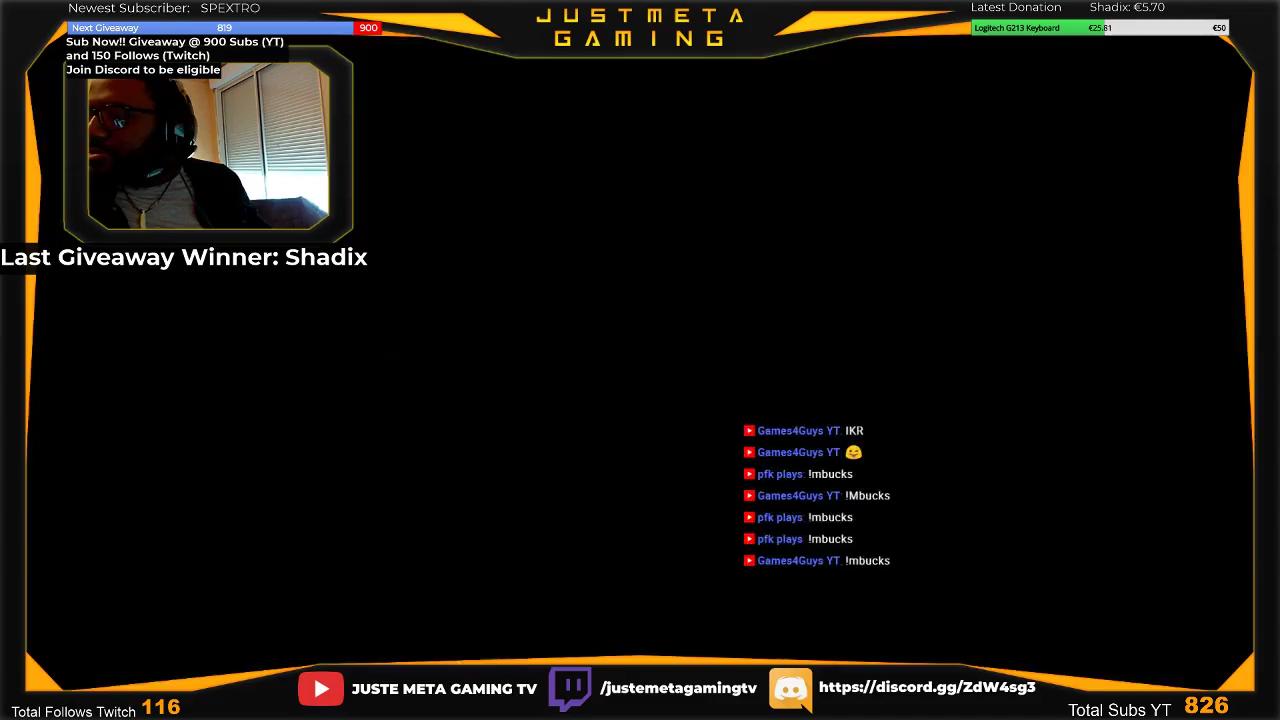 Newest Subscriber: SPEXTRO
Next Giveaway 819 900
Sub Now!! Giveaway @ 900 Subs (YT)
and 150 Follows (Twitch)
Join Discord to be eligible
JUSTMETA
GAMING
Latest Donation Shadix: €5.70
Logitech G213 Keyboard €25.81 €50
Last Giveaway Winner: Shadix
Games4Guys YT: IKR
Games4Guys YT:
pfk plays: !mbucks
Games4Guys YT: !Mbucks
pfk plays: !mbucks
pfk plays: !mbucks
Games4Guys YT: !mbucks
JUSTE META GAMING TV
/justemetagamingtv
https://discord.gg/ZdW4sg3
Total Follows Twitch 116
Total Subs YT 826